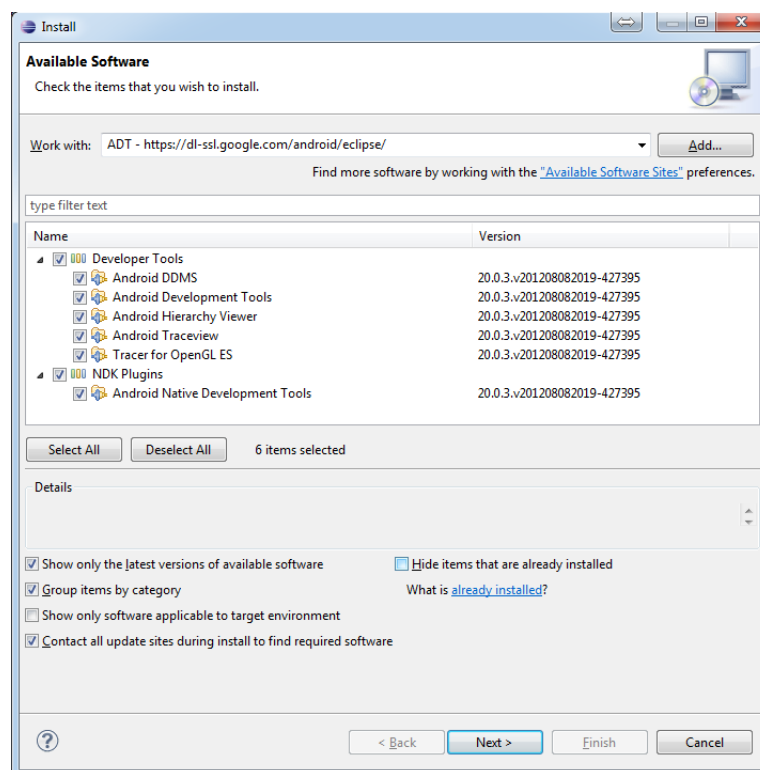 Install
Available Software
Check the items that you wish to install.
Work with: ADT - https://dl-ssl.google.com/android/eclipse/ Add...
Find more software by working with the "Available Software Sites" preferences.
type filter text
Name Version
Developer Tools
Android DDMS 20.0.3.v201208082019-427395
Android Development Tools 20.0.3.v201208082019-427395
Android Hierarchy Viewer 20.0.3.v201208082019-427395
Android Traceview 20.0.3.v201208082019-427395
Tracer for OpenGL ES 20.0.3.v201208082019-427395
NDK Plugins
Android Native Development Tools 20.0.3.v201208082019-427395
Select All Deselect All 6 items selected
Details
Show only the latest versions of available software Hide items that are already installed
Group items by category What is already installed?
Show only software applicable to target environment
Contact all update sites during install to find required software
? < Back Next > Finish Cancel